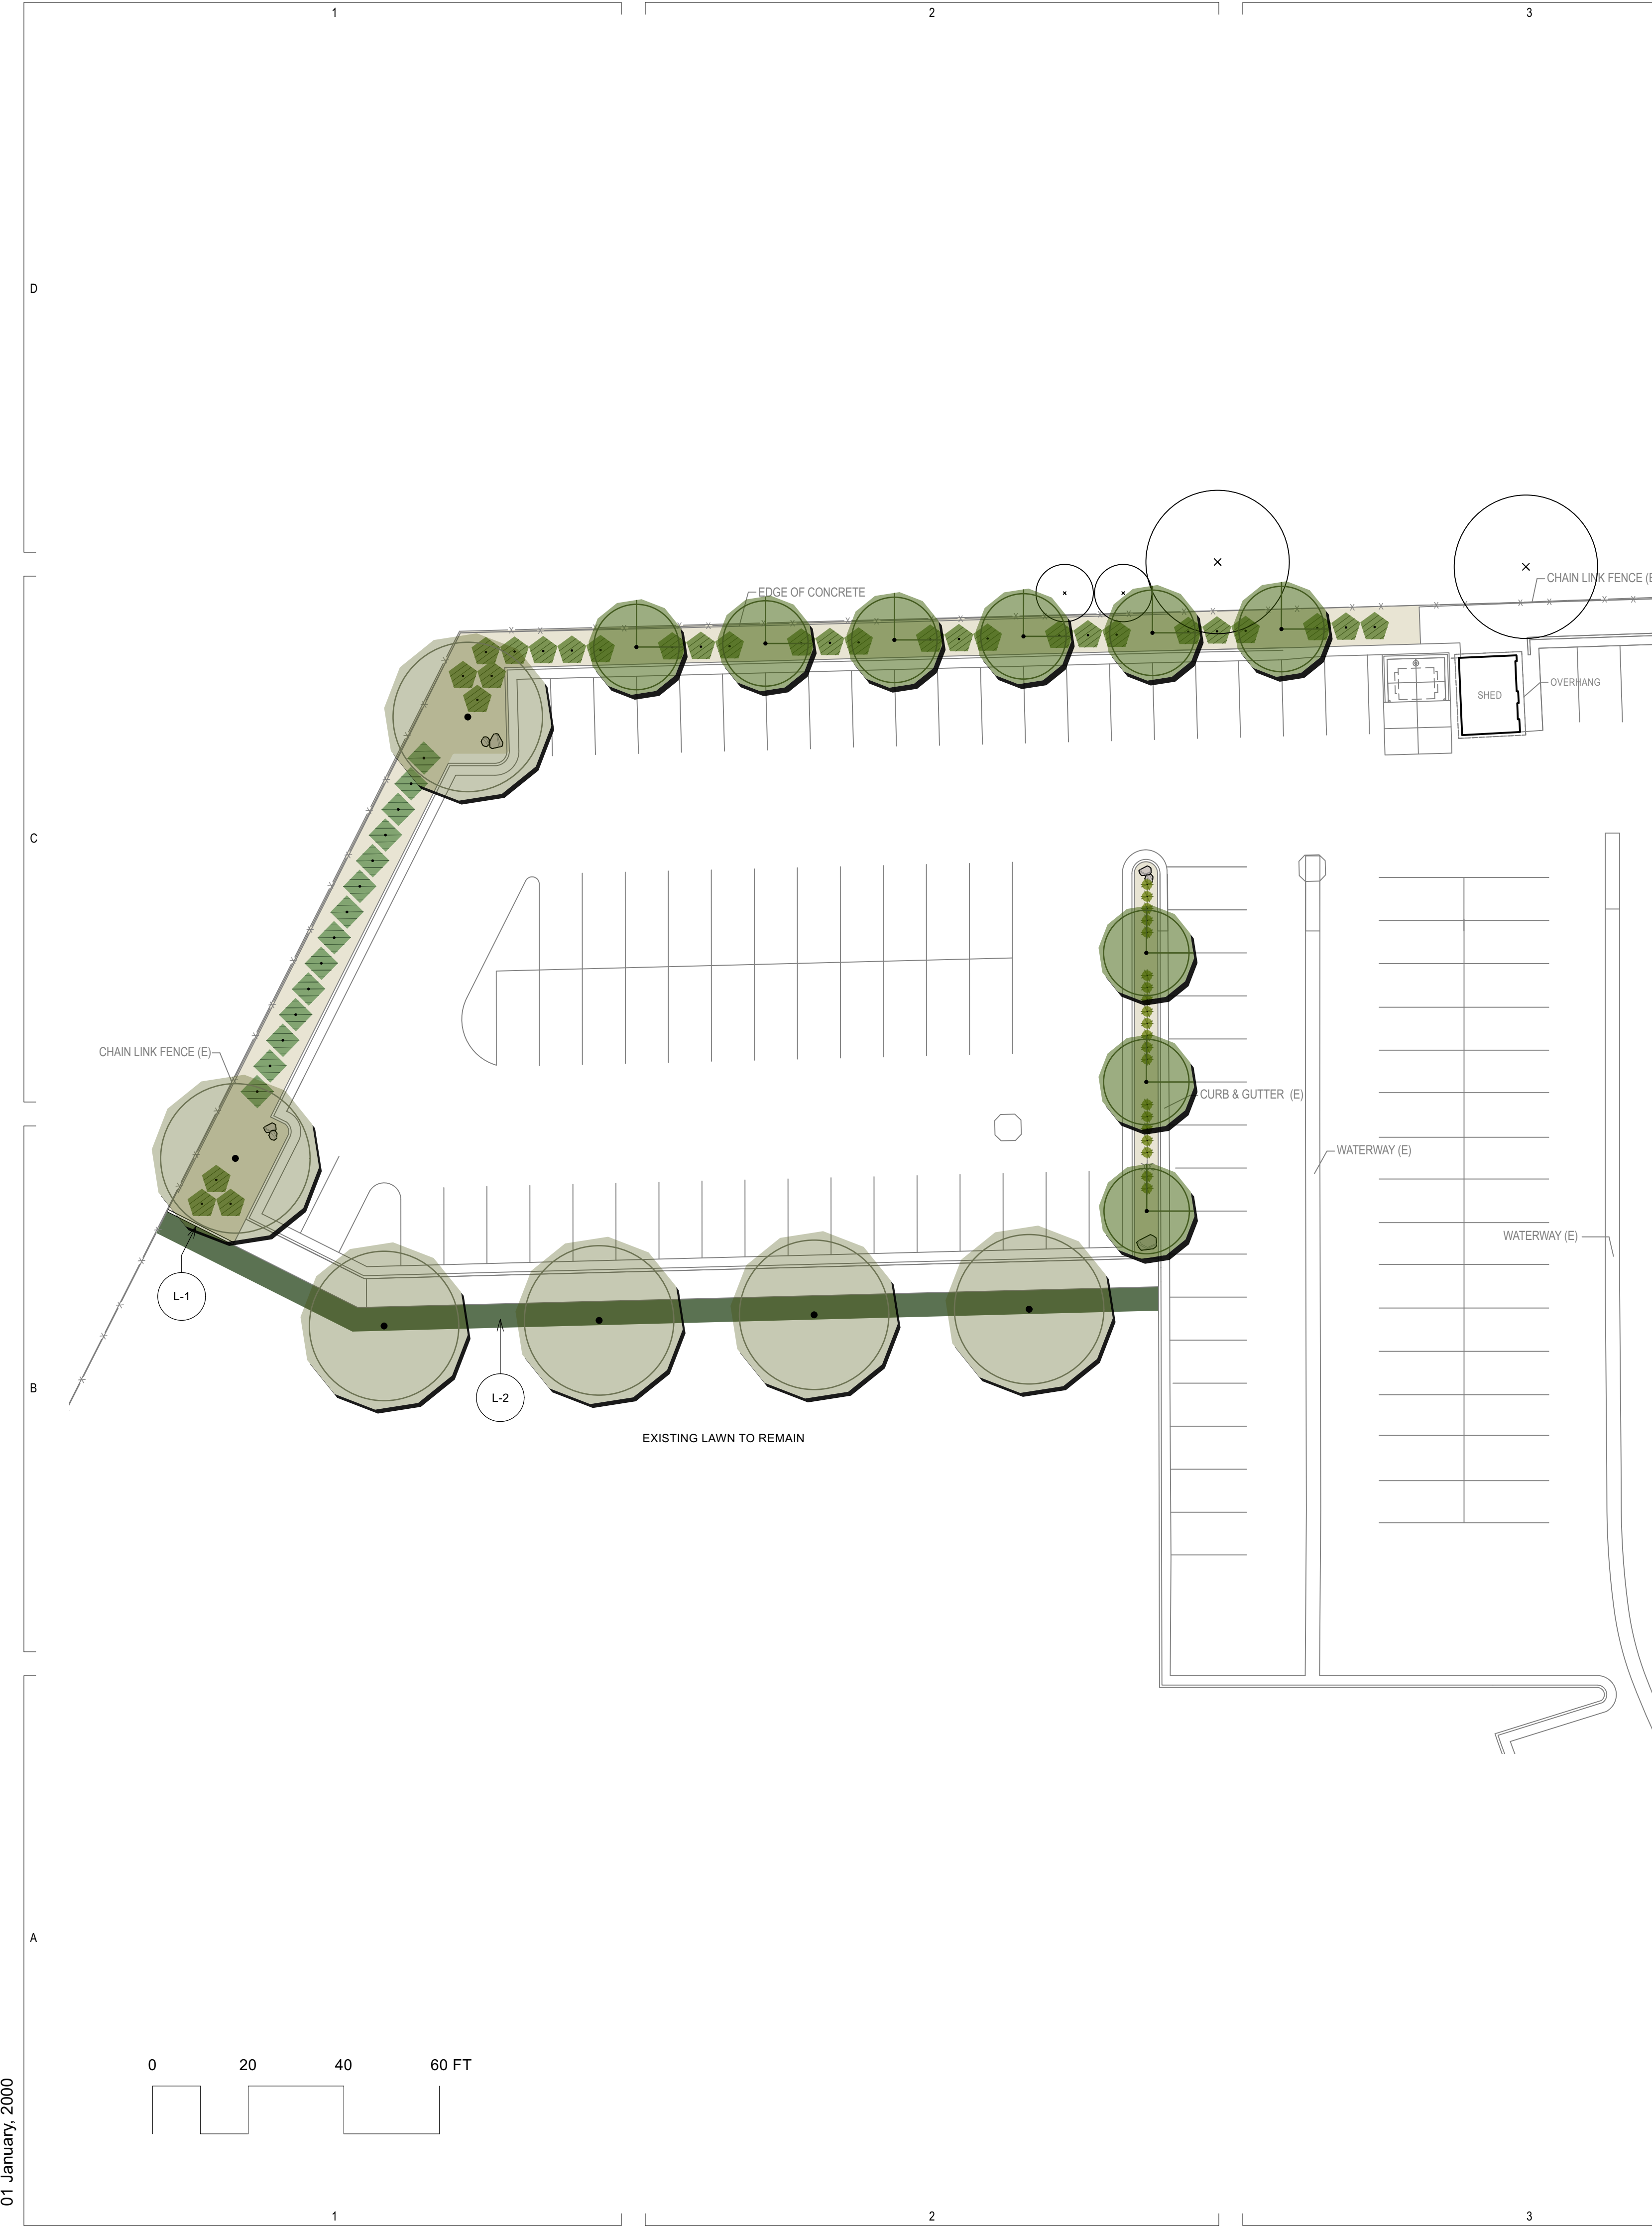 1
2
3
D
EDGE OF CONCRETE
CHAIN LINK FENCE (E
SHED
OVERHANG
C
CHAIN LINK FENCE (E)
CURB & GUTTER (E)
WATERWAY (E)
WATERWAY (E)
L-1
B
L-2
EXISTING LAWN TO REMAIN
A
0
20
40
60 FT
01 January, 2000
1
2
3